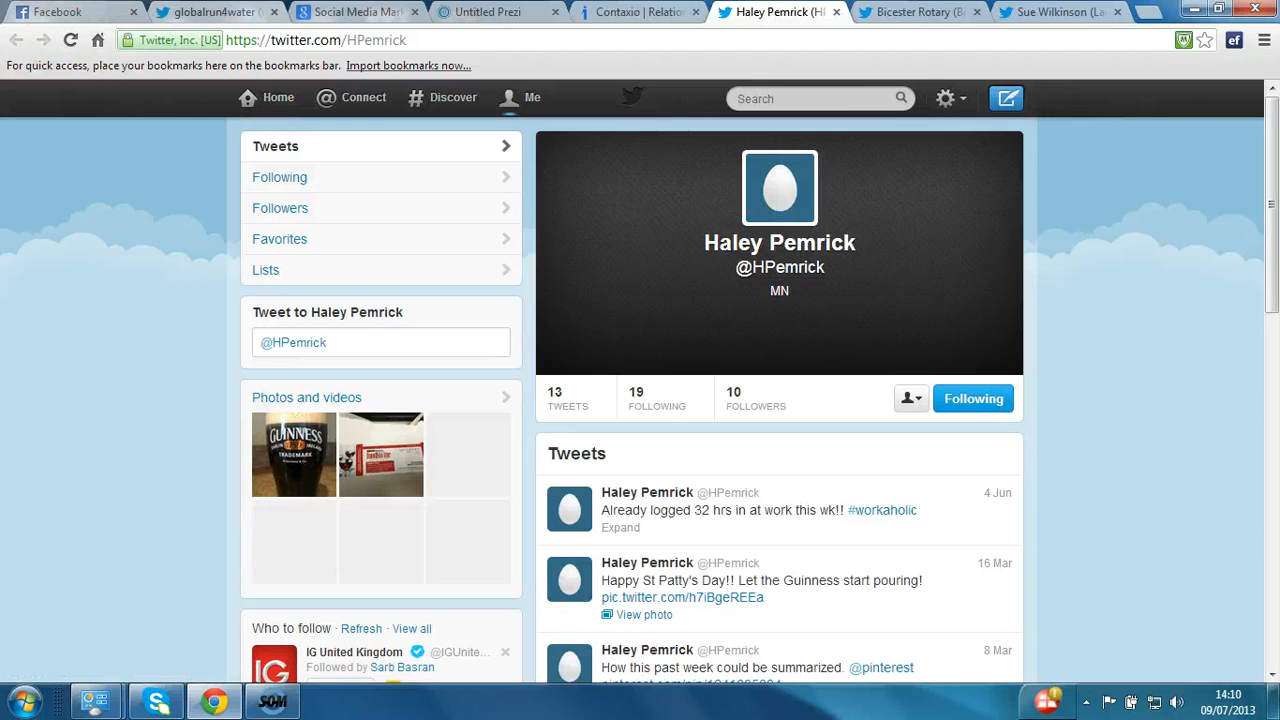 Facebook
globalrun4water
Social Media Mark
Untitled Prezi
Contaxio | Relation
Haley Pemrick (H
Bicester Rotary (B
Sue Wilkinson (La
Twitter, Inc. [US]
https://twitter.com/HPemrick
ef
For quick access, place your bookmarks here on the bookmarks bar. Import bookmarks now...
Home
@ Connect
# Discover
Me
Search
Tweets
Following
Followers
Favorites
Lists
Tweet to Haley Pemrick
@HPemrick
Photos and videos
GUINNESS
TRADEMARK
Who to follow · Refresh · View all
IG United Kingdom @IGUnite...
Followed by Sarb Basran
IG
Haley Pemrick
@HPemrick
MN
13 TWEETS
19 FOLLOWING
10 FOLLOWERS
Following
Tweets
Haley Pemrick @HPemrick 4 Jun
Already logged 32 hrs in at work this wk!! #workaholic
Expand
Haley Pemrick @HPemrick 16 Mar
Happy St Patty's Day!! Let the Guinness start pouring!
pic.twitter.com/h7iBgeREEa
View photo
Haley Pemrick @HPemrick 8 Mar
How this past week could be summarized. @pinterest
SOM
14:10
09/07/2013